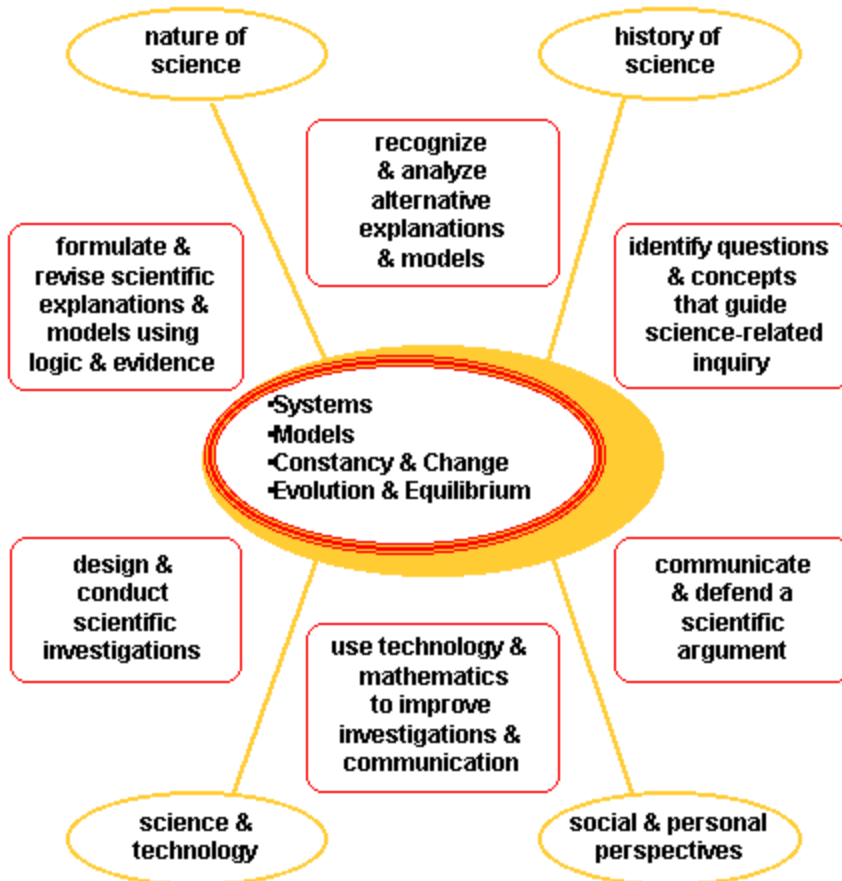 nature of
science
history of
science
recognize
& analyze
alternative
explanations
& models
formulate &
revise scientific
explanations &
models using
logic & evidence
identify questions
& concepts
that guide
science-related
inquiry
•Systems
•Models
•Constancy & Change
•Evolution & Equilibrium
design &
conduct
scientific
investigations
communicate
& defend a
scientific
argument
use technology &
mathematics
to improve
investigations &
communication
science &
technology
social & personal
perspectives